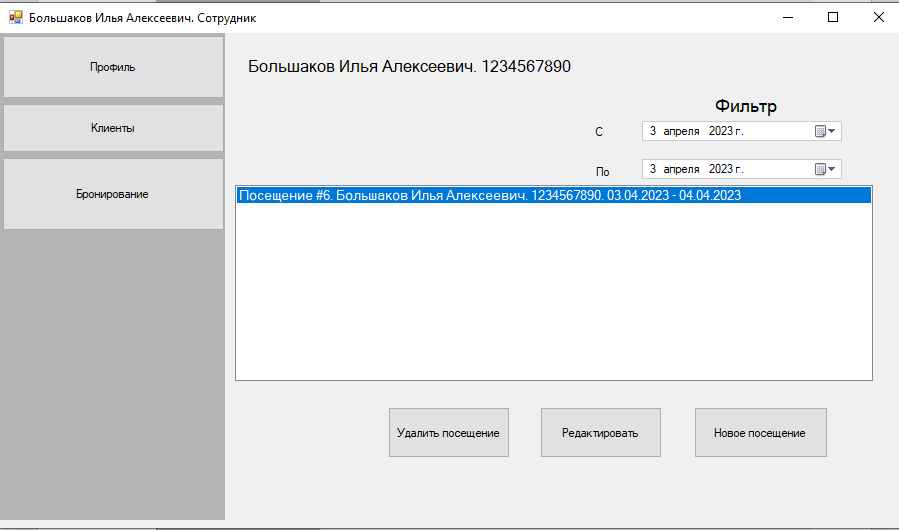 Большаков Илья Алексеевич. Сотрудник
Профиль
Клиенты
Бронирование
Большаков Илья Алексеевич. 1234567890
Фильтр
С
3 апреля 2023 г.
По
3 апреля 2023 г.
Посещение #6. Большаков Илья Алексеевич. 1234567890. 03.04.2023 - 04.04.2023
Удалить посещение
Редактировать
Новое посещение